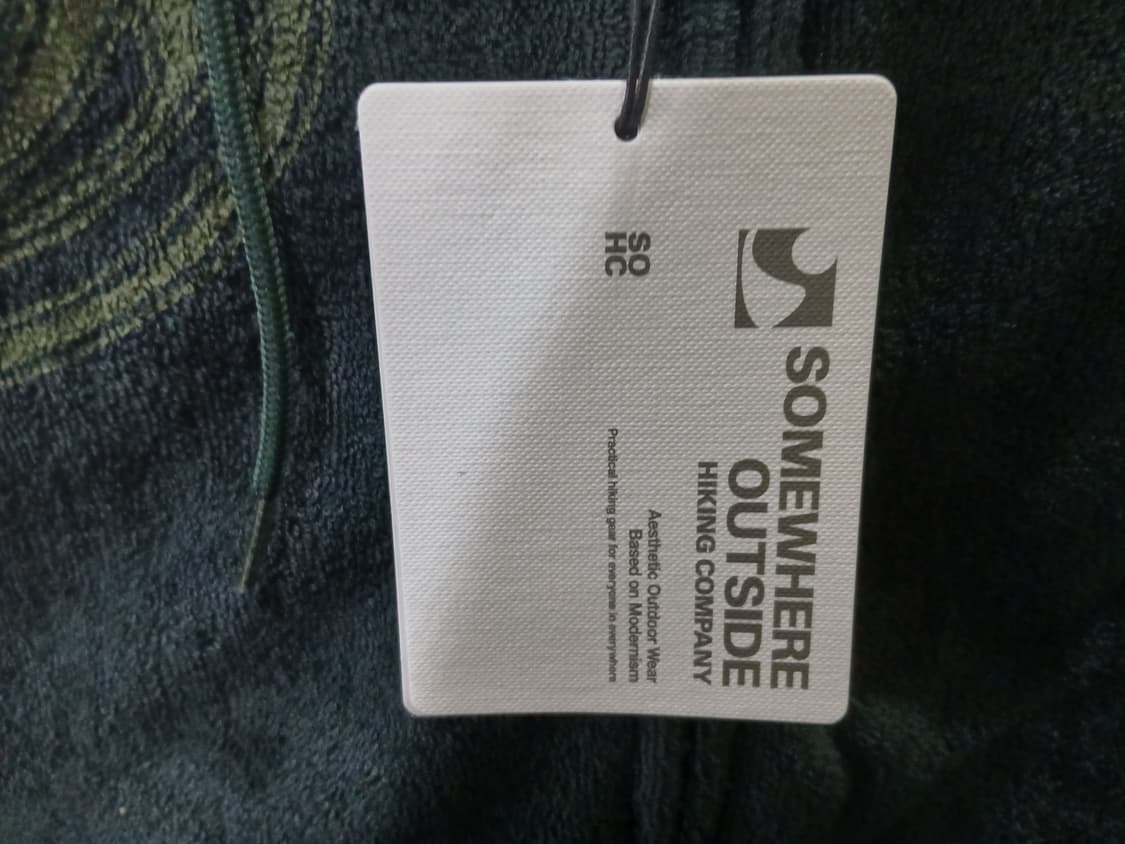 SOMEWHERE
OUTSIDE
HIKING COMPANY
SO
HC
Aesthetic Outdoor Wear
Based on Modernism
Practical hiking gear for everyone in everywhere